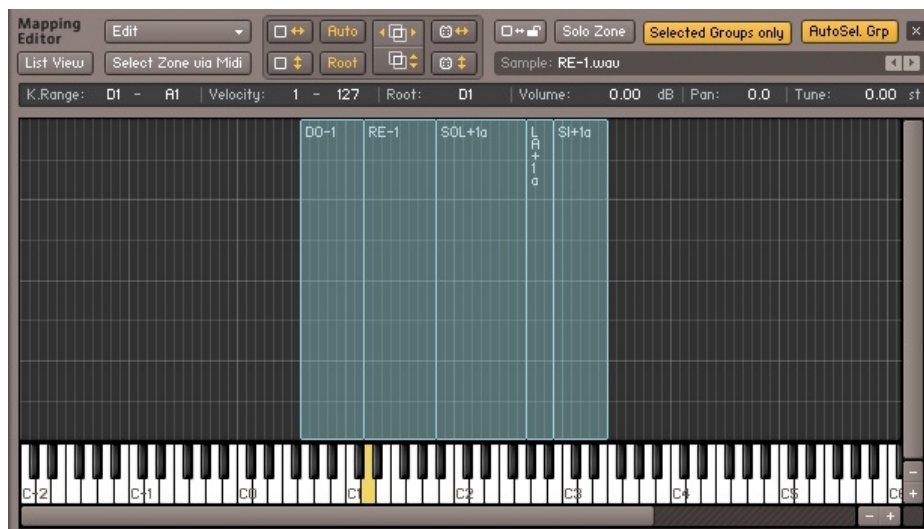 Mapping Editor
Edit
Auto
Solo Zone
Selected Groups only
AutoSel. Grp
×
List View
Select Zone via Midi
Root
Sample: RE-1.wav
K.Range: D1 - A1 | Velocity: 1 - 127 | Root: D1 | Volume: 0.00 dB | Pan: 0.0 | Tune: 0.00 st
DO-1
RE-1
SOL+1a
LA+1a
SI+1a
C-2
C-1
C0
C1
C2
C3
C4
C5
C6